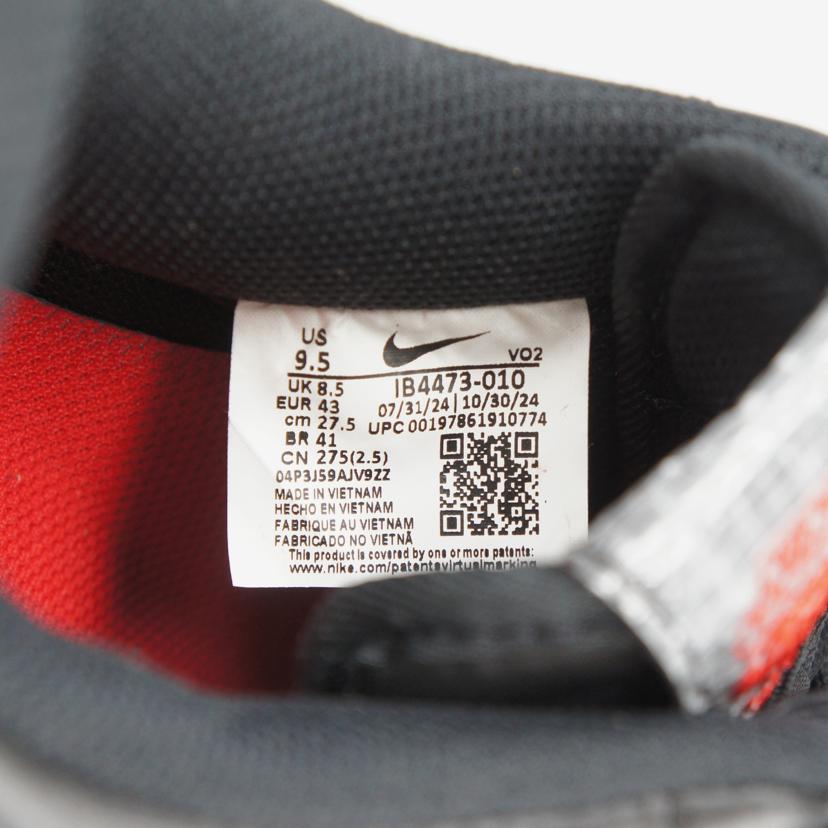 US
9.5
VO2
UK 8.5
IB4473-010
EUR 43
07/31/24 | 10/30/24
cm 27.5
UPC 00197861910774
BR 41
CN 275(2.5)
04P3J59AJV9ZZ
MADE IN VIETNAM
HECHO EN VIETNAM
FABRIQUE AU VIETNAM
FABRICADO NO VIETNÃ
This product is covered by one or more patents:
www.nike.com/patentsvirtualmarking